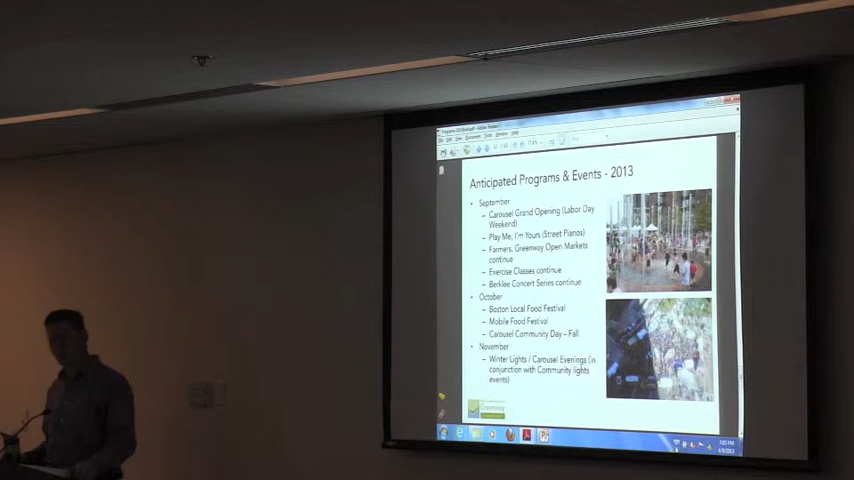 Anticipated Programs & Events - 2013
• September
– Carousel Grand Opening (Labor Day
Weekend)
– Play Me, I'm Yours (Street Pianos)
– Farmers, Greenway Open Markets
continue
– Exercise Classes continue
– Berklee Concert Series continue
• October
– Boston Local Food Festival
– Mobile Food Festival
– Carousel Community Day – Fall
• November
– Winter Lights / Carousel Evenings (in
conjunction with Community lights
events)
Greenway